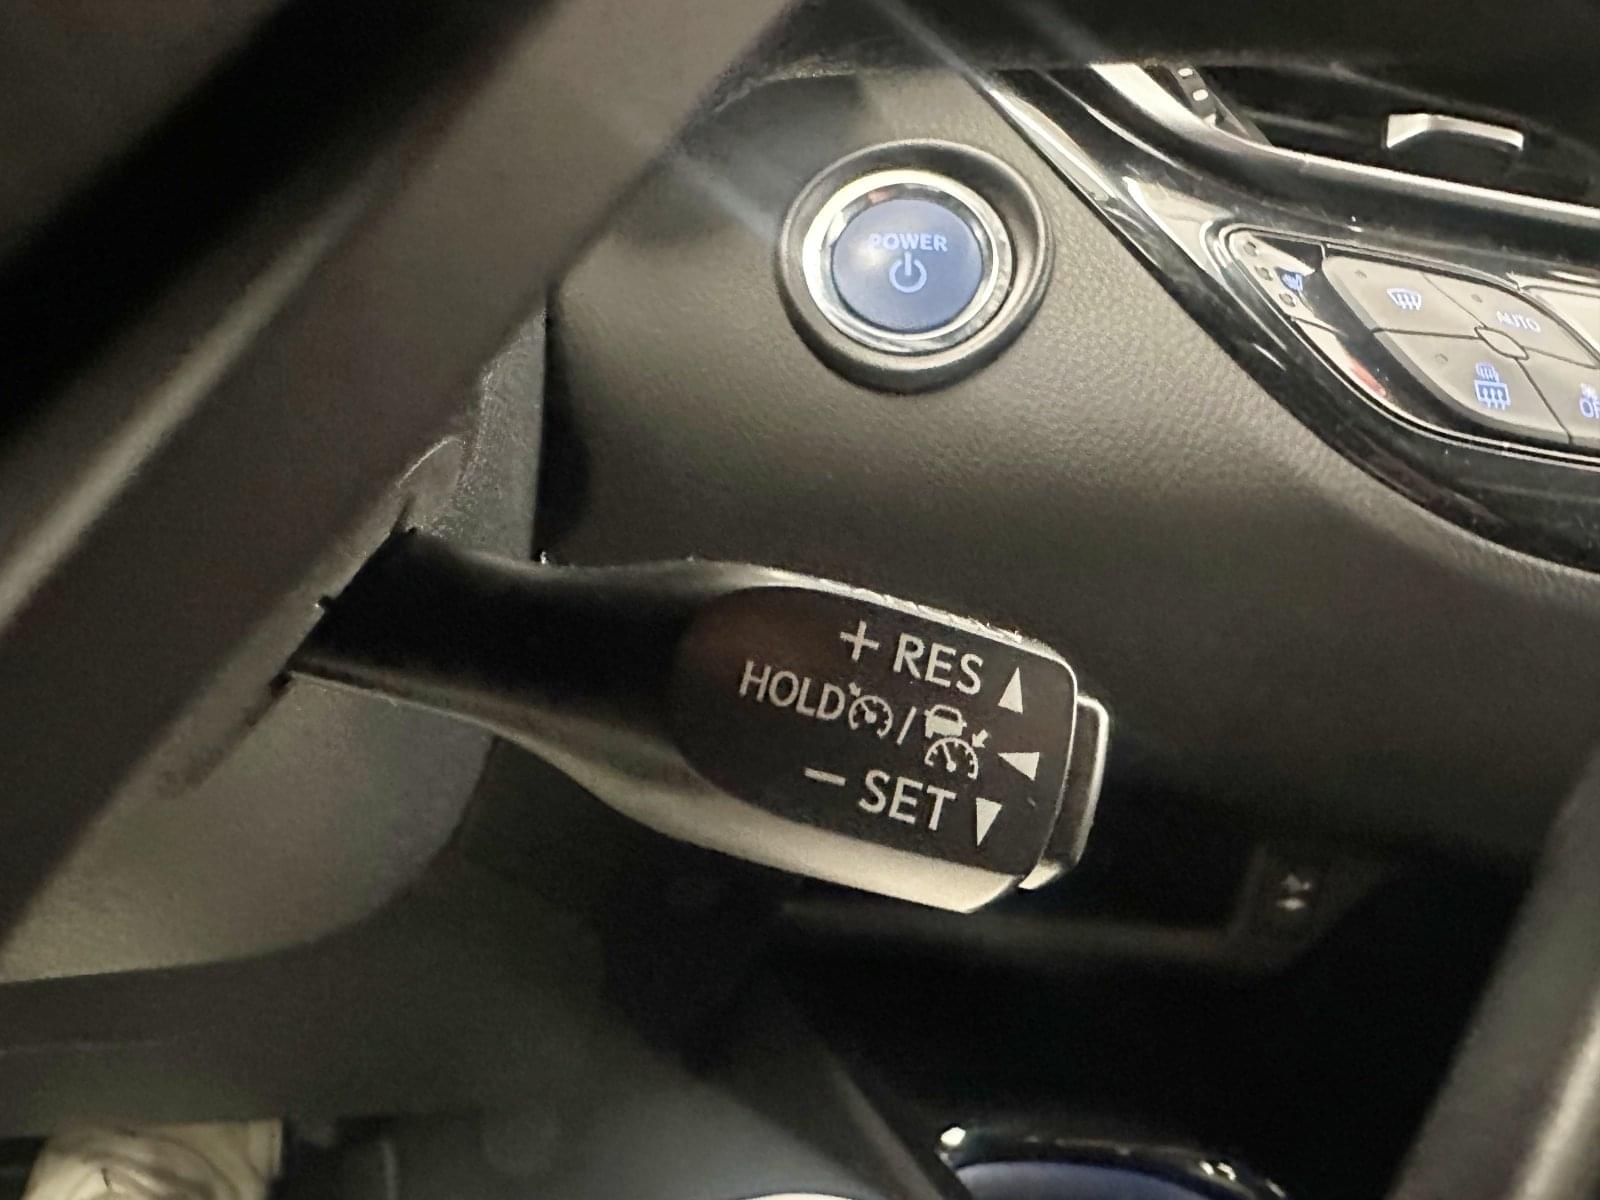 POWER
AUTO
+ RES
HOLD /
− SET